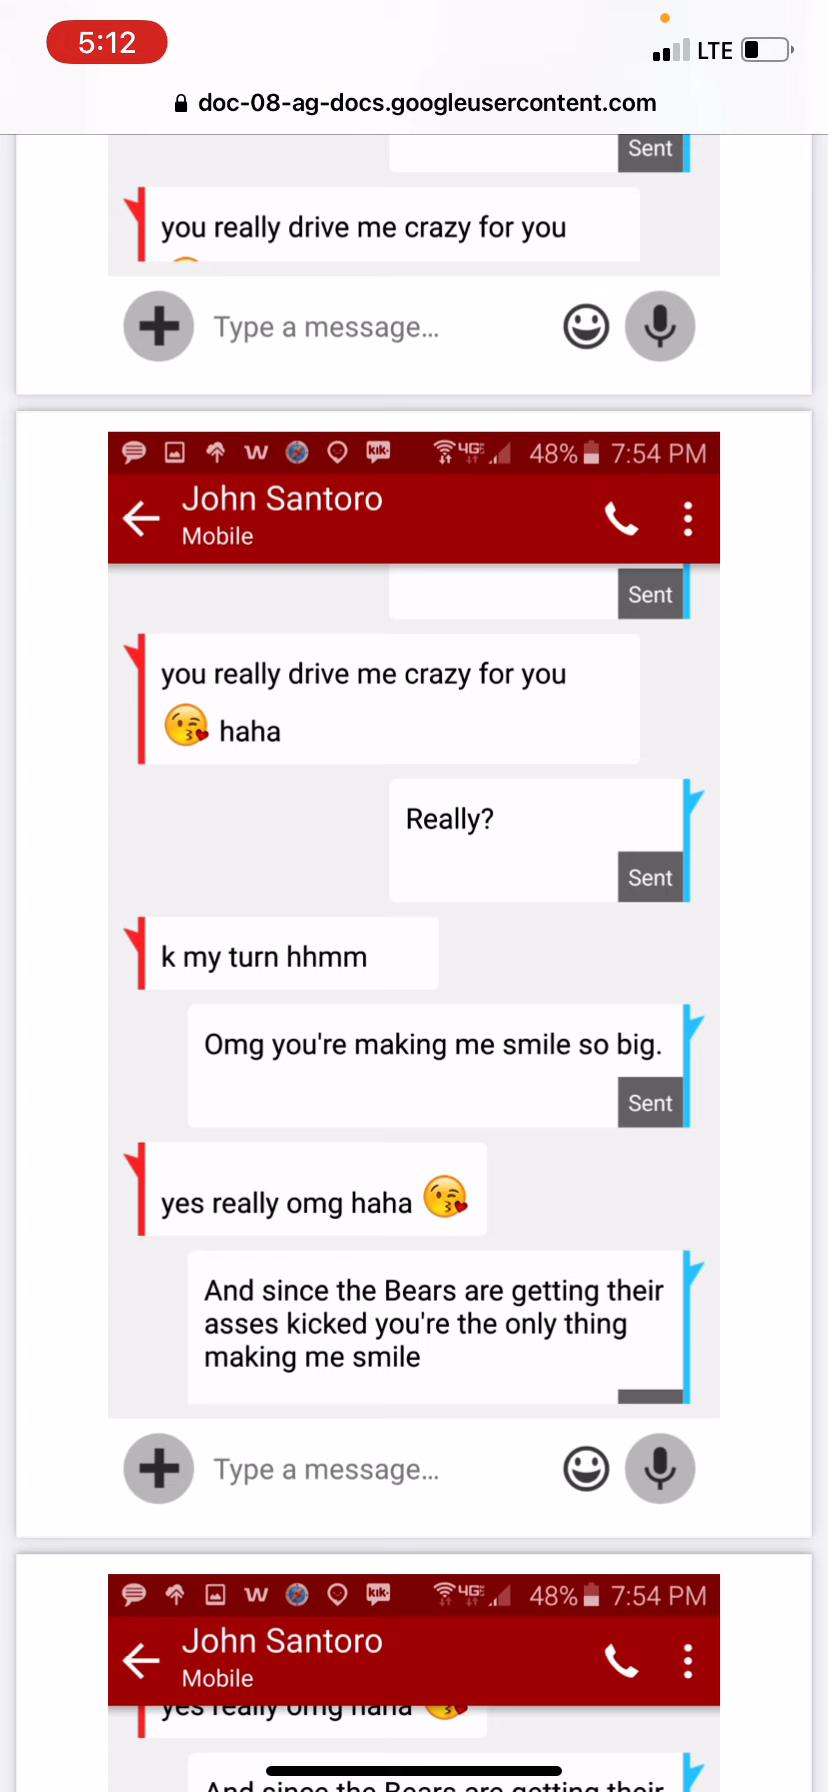 5:12
LTE
doc-08-ag-docs.googleusercontent.com
Sent
you really drive me crazy for you
Type a message...
W
kik
4G
48%
7:54 PM
John Santoro
Mobile
Sent
you really drive me crazy for you
😘 haha
Really?
Sent
k my turn hhmm
Omg you're making me smile so big.
Sent
yes really omg haha 😘
And since the Bears are getting their
asses kicked you're the only thing
making me smile
Type a message...
W
kik
4G
48%
7:54 PM
John Santoro
Mobile
yes really omg haha
And since the Bears are getting their